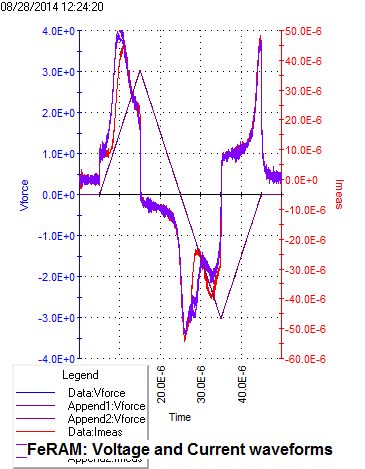 08/28/2014 12:24:20
4.0E+0
3.0E+0
2.0E+0
1.0E+0
0.0E+0
-1.0E+0
-2.0E+0
-3.0E+0
-4.0E+0
Vforce
50.0E-6
40.0E-6
30.0E-6
20.0E-6
10.0E-6
0.00E+0
-10.0E-6
-20.0E-6
-30.0E-6
-40.0E-6
-50.0E-6
-60.0E-6
Imeas
20.0E-6
30.0E-6
40.0E-6
Time
Legend
Data:Vforce
Append1:Vforce
Append2:Vforce
Data:Imeas
FeRAM: Voltage and Current waveforms
Append2:Imeas